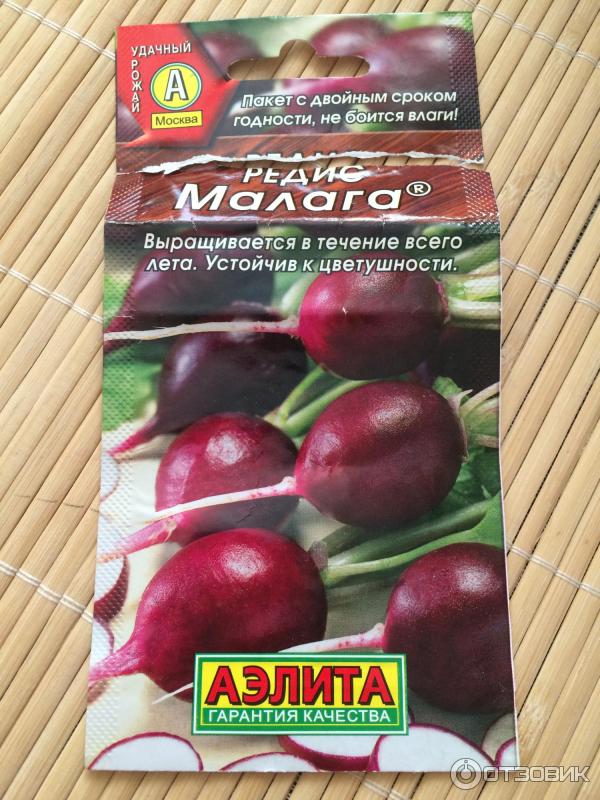 УДАЧНЫЙ
УРОЖАЙ
А
Москва
Пакет с двойным сроком
годности, не боится влаги!
РЕДИС
Малага®
Выращивается в течение всего
лета. Устойчив к цветушности.
АЭЛИТА
ГАРАНТИЯ КАЧЕСТВА
ОТЗОВИК